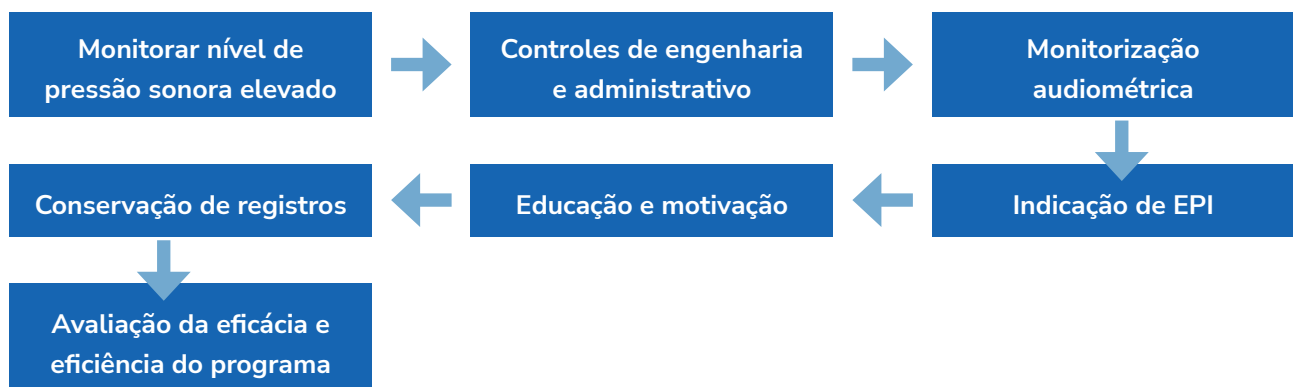 Monitorar nível de
pressão sonora elevado
Controles de engenharia
e administrativo
Monitorização
audiométrica
Indicação de EPI
Educação e motivação
Conservação de registros
Avaliação da eficácia e
eficiência do programa